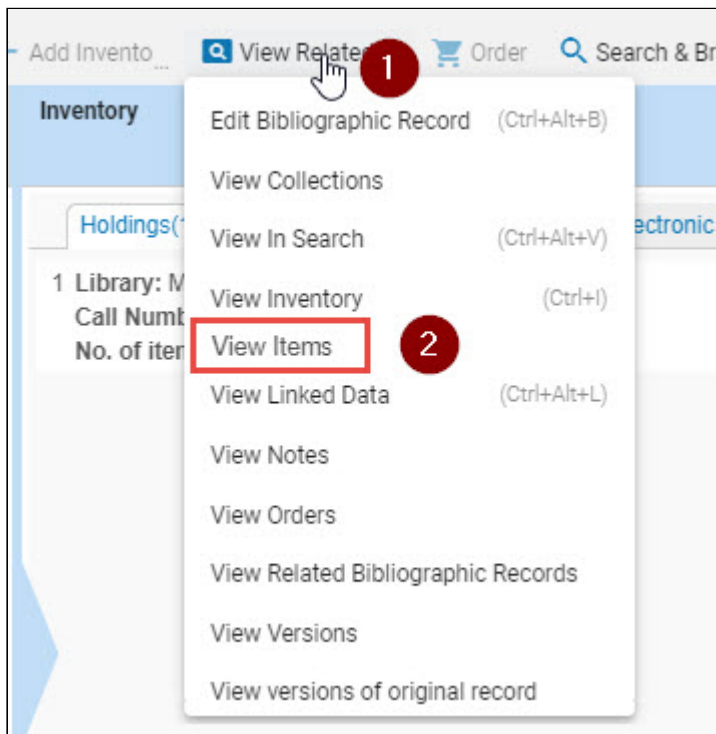 Add Invento... View Related 1 Order Search & Br
Inventory
Edit Bibliographic Record (Ctrl+Alt+B)
View Collections
Holdings(
View In Search (Ctrl+Alt+V)
ectronic
1 Library: M
View Inventory (Ctrl+I)
Call Numb
View Items 2
No. of iter
View Linked Data (Ctrl+Alt+L)
View Notes
View Orders
View Related Bibliographic Records
View Versions
View versions of original record